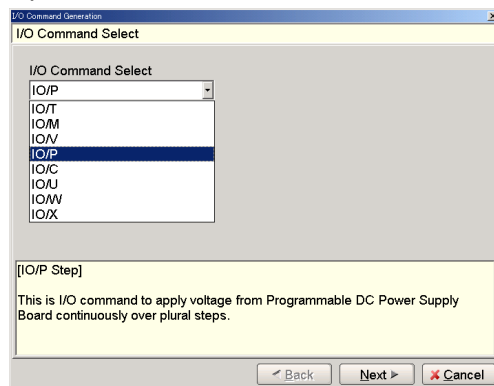 I/O Command Generation
I/O Command Select
I/O Command Select
IO/P
IO/T
IO/M
IO/V
IO/P
IO/C
IO/U
IO/W
IO/X
[IO/P Step]
This is I/O command to apply voltage from Programmable DC Power Supply
Board continuously over plural steps.
Back Next Cancel